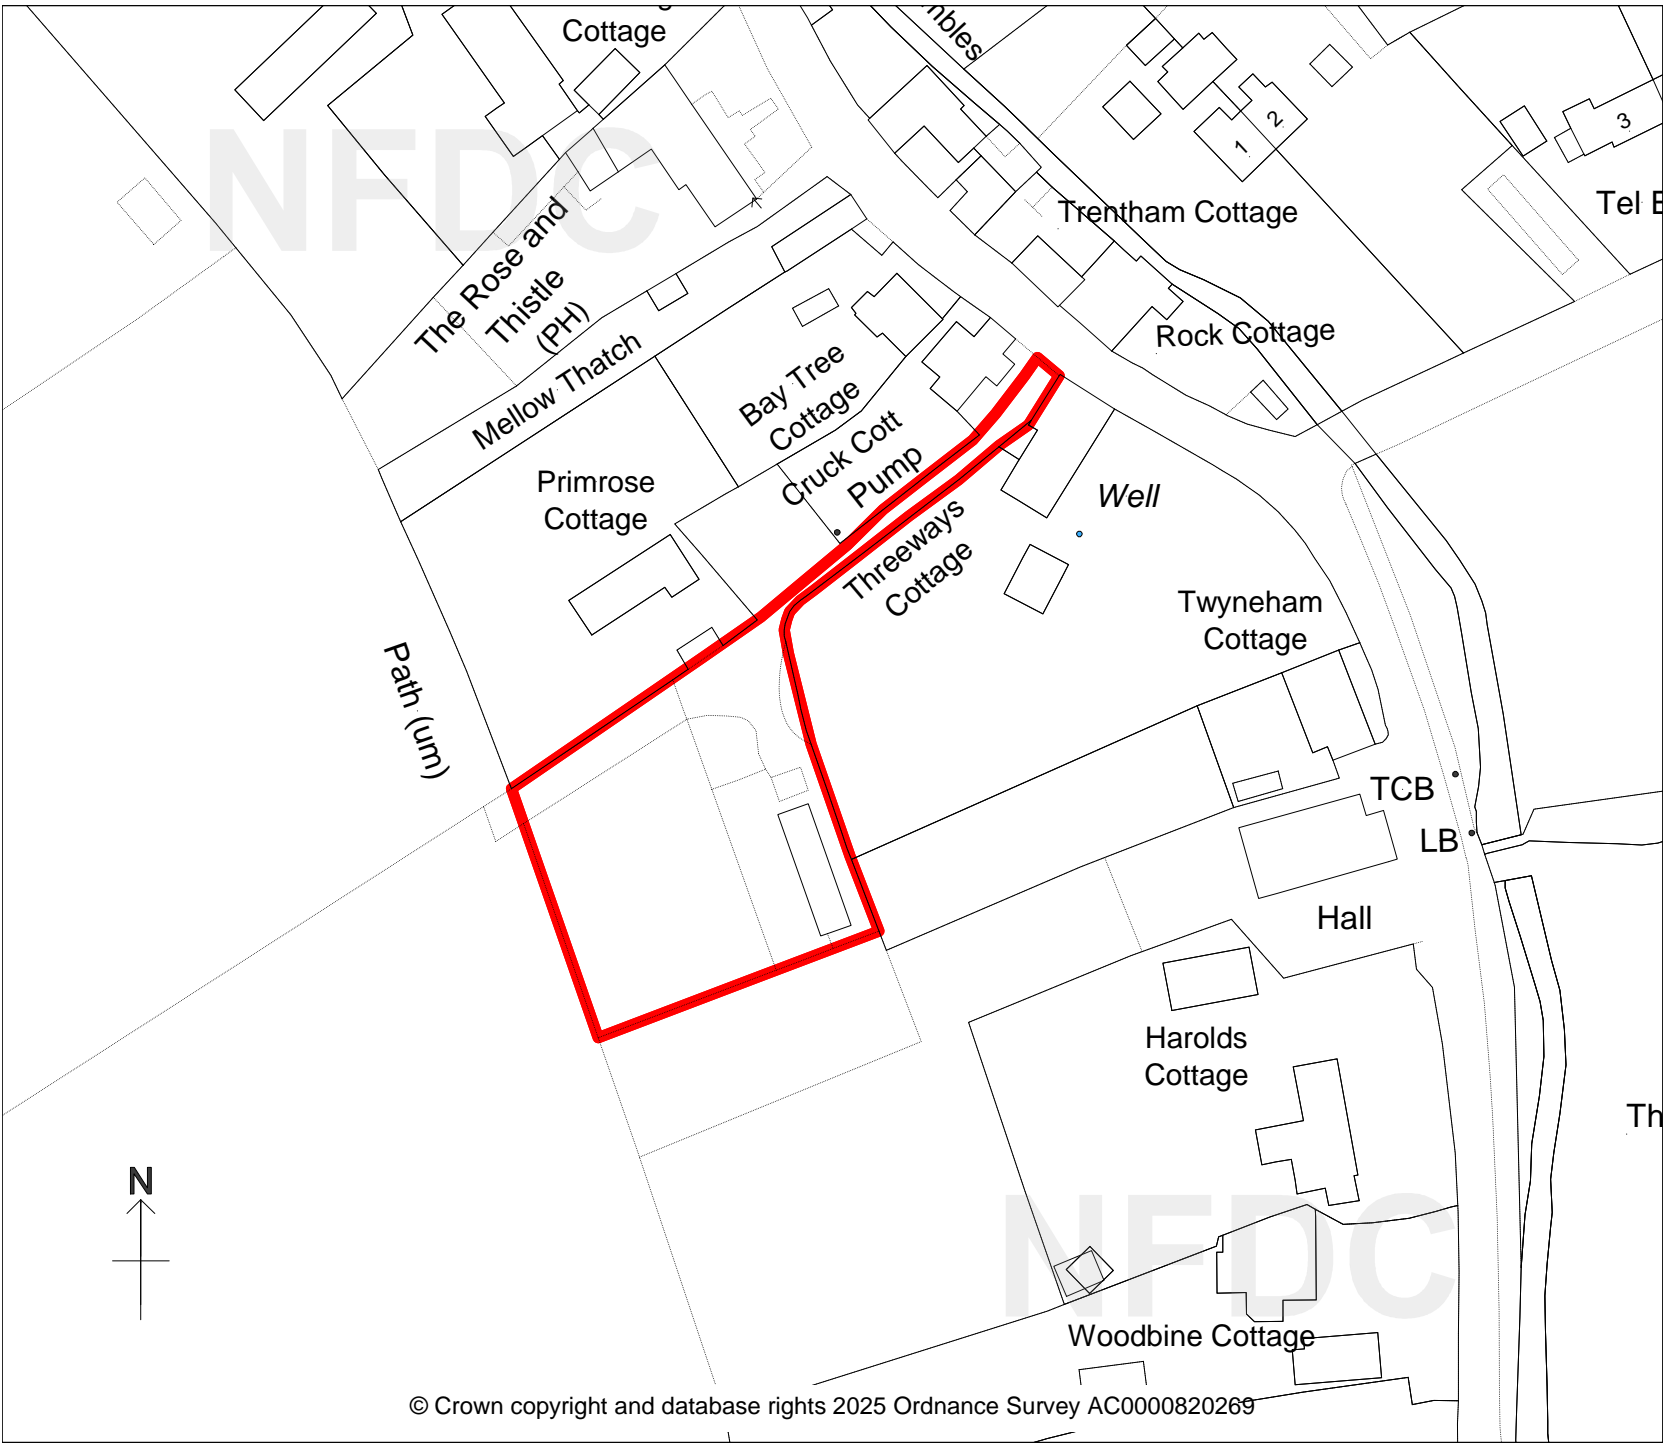 Cottage
NFDC
1
2
3
Tel
Trentham Cottage
The Rose and
Thistle
(PH)
Rock Cottage
Mellow Thatch
Bay Tree
Cottage
Cruck Cott
Pump
Primrose
Cottage
Well
Threeways
Cottage
Twyneham
Cottage
Path (um)
TCB
LB
Hall
Harolds
Cottage
Th
N
NFDC
Woodbine Cottage
© Crown copyright and database rights 2025 Ordnance Survey AC0000820269